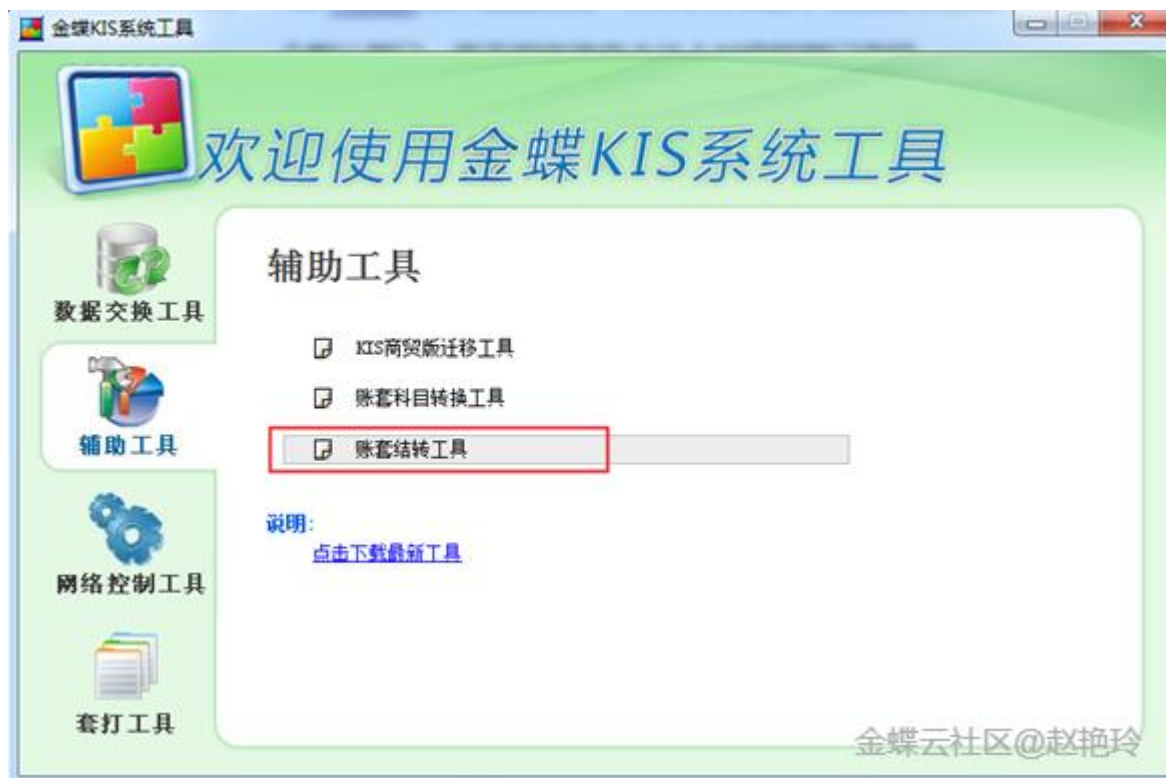 金蝶KIS系统工具
欢迎使用金蝶KIS系统工具
数据交换工具
辅助工具
网络控制工具
套打工具
辅助工具
KIS商贸版迁移工具
账套科目转换工具
账套结转工具
说明:
点击下载最新工具
金蝶云社区@赵艳玲